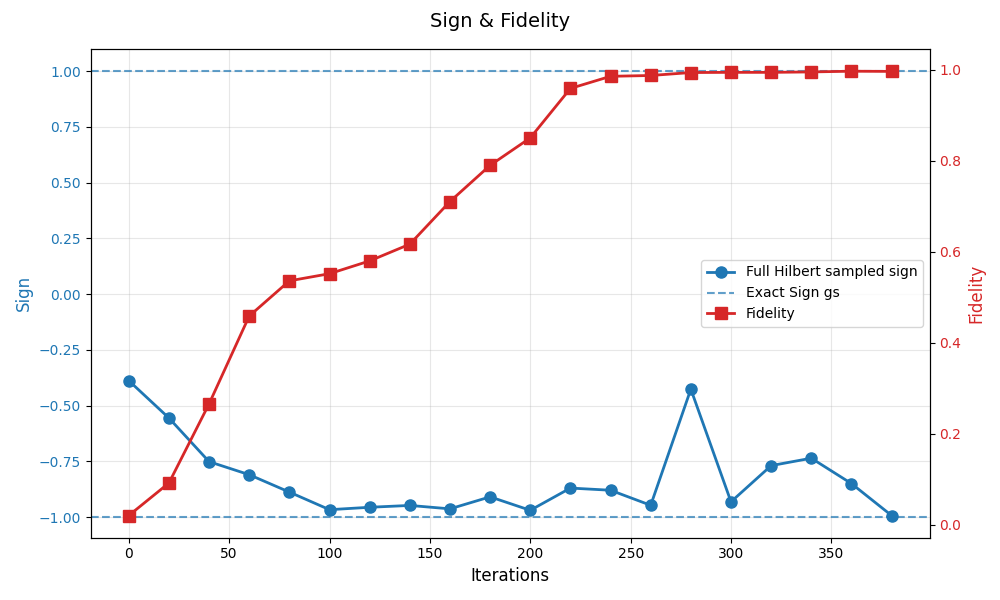 Sign & Fidelity
1.00
0.75
0.50
0.25
0.00
−0.25
−0.50
−0.75
−1.00
Sign
1.0
0.8
0.6
0.4
0.2
0.0
Fidelity
Full Hilbert sampled sign
Exact Sign gs
Fidelity
0 50 100 150 200 250 300 350
Iterations